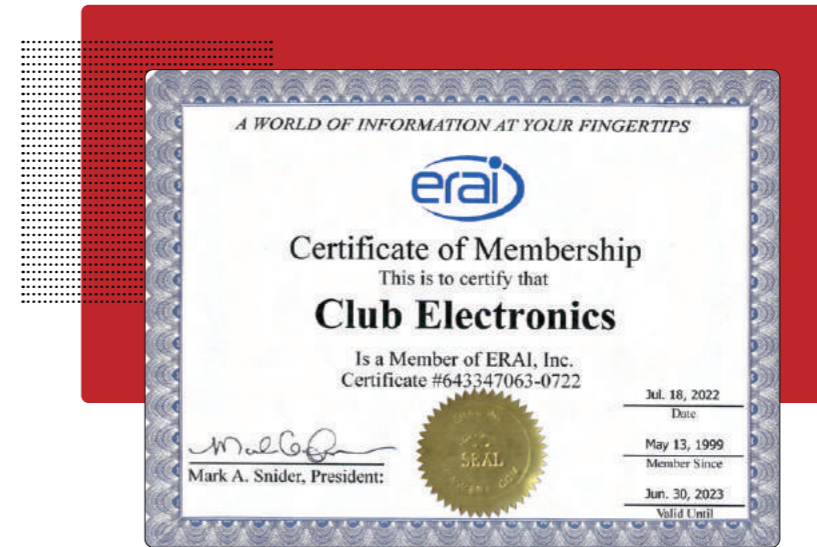 A WORLD OF INFORMATION AT YOUR FINGERTIPS
erai
Certificate of Membership
This is to certify that
Club Electronics
Is a Member of ERAI, Inc.
Certificate #643347063-0722
Jul. 18, 2022
Date
May 13, 1999
Member Since
Jun. 30, 2023
Valid Until
Mark A. Snider, President:
SEAL